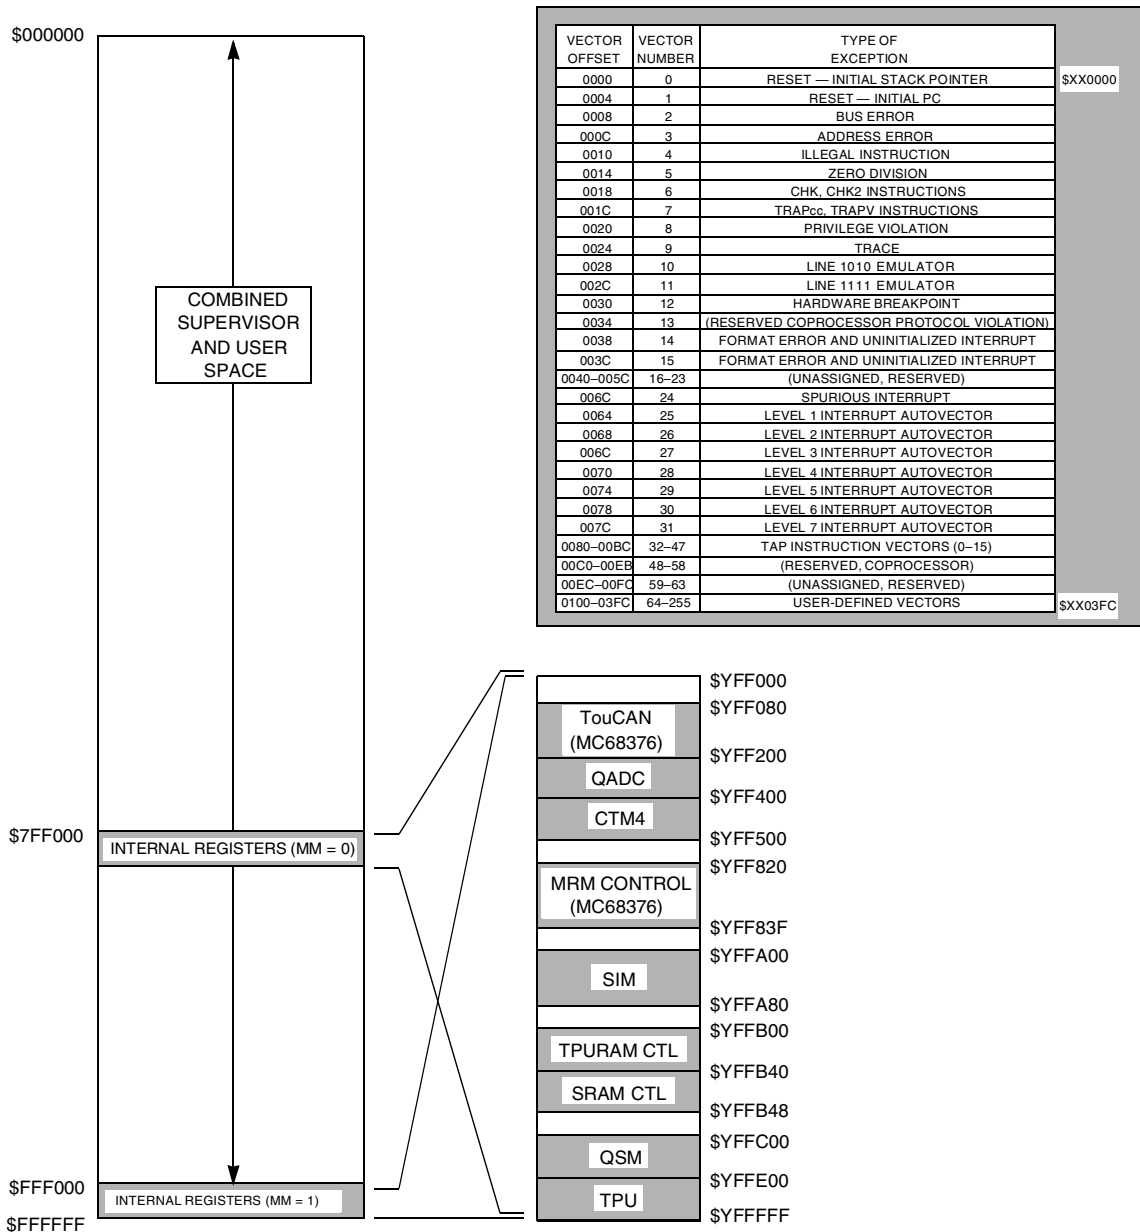 $000000
COMBINED
SUPERVISOR
AND USER
SPACE
$7FF000
INTERNAL REGISTERS (MM = 0)
$FFF000
INTERNAL REGISTERS (MM = 1)
$FFFFFF
VECTOR OFFSET VECTOR NUMBER TYPE OF EXCEPTION
0000 0 RESET — INITIAL STACK POINTER $XX0000
0004 1 RESET — INITIAL PC
0008 2 BUS ERROR
000C 3 ADDRESS ERROR
0010 4 ILLEGAL INSTRUCTION
0014 5 ZERO DIVISION
0018 6 CHK, CHK2 INSTRUCTIONS
001C 7 TRAPcc, TRAPV INSTRUCTIONS
0020 8 PRIVILEGE VIOLATION
0024 9 TRACE
0028 10 LINE 1010 EMULATOR
002C 11 LINE 1111 EMULATOR
0030 12 HARDWARE BREAKPOINT
0034 13 (RESERVED COPROCESSOR PROTOCOL VIOLATION)
0038 14 FORMAT ERROR AND UNINITIALIZED INTERRUPT
003C 15 FORMAT ERROR AND UNINITIALIZED INTERRUPT
0040–005C 16–23 (UNASSIGNED, RESERVED)
006C 24 SPURIOUS INTERRUPT
0064 25 LEVEL 1 INTERRUPT AUTOVECTOR
0068 26 LEVEL 2 INTERRUPT AUTOVECTOR
006C 27 LEVEL 3 INTERRUPT AUTOVECTOR
0070 28 LEVEL 4 INTERRUPT AUTOVECTOR
0074 29 LEVEL 5 INTERRUPT AUTOVECTOR
0078 30 LEVEL 6 INTERRUPT AUTOVECTOR
007C 31 LEVEL 7 INTERRUPT AUTOVECTOR
0080–00BC 32–47 TAP INSTRUCTION VECTORS (0–15)
00C0–00EB 48–58 (RESERVED, COPROCESSOR)
00EC–00FC 59–63 (UNASSIGNED, RESERVED)
0100–03FC 64–255 USER-DEFINED VECTORS $XX03FC
$YFF000
$YFF080
TouCAN
(MC68376)
$YFF200
QADC
$YFF400
CTM4
$YFF500
$YFF820
MRM CONTROL
(MC68376)
$YFF83F
$YFFA00
SIM
$YFFA80
$YFFB00
TPURAM CTL
$YFFB40
SRAM CTL
$YFFB48
$YFFC00
QSM
$YFFE00
TPU
$YFFFFF